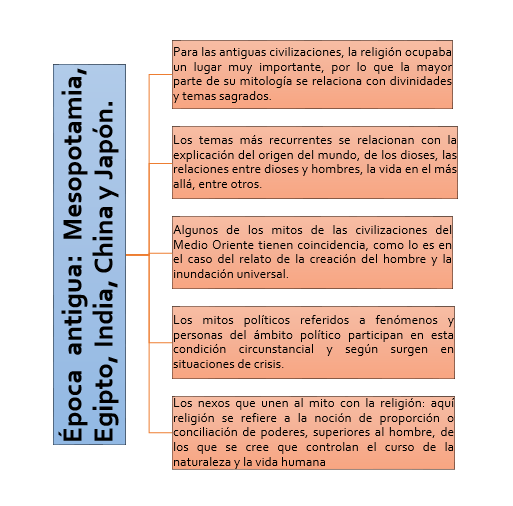 Época antigua: Mesopotamia,
Egipto, India, China y Japón.
Para las antiguas civilizaciones, la religión ocupaba
un lugar muy importante, por lo que la mayor
parte de su mitología se relaciona con divinidades
y temas sagrados.
Los temas más recurrentes se relacionan con la
explicación del origen del mundo, de los dioses, las
relaciones entre dioses y hombres, la vida en el más
allá, entre otros.
Algunos de los mitos de las civilizaciones del
Medio Oriente tienen coincidencia, como lo es en
el caso del relato de la creación del hombre y la
inundación universal.
Los mitos políticos referidos a fenómenos y
personas del ámbito político participan en esta
condición circunstancial y según surgen en
situaciones de crisis.
Los nexos que unen al mito con la religión: aquí
religión se refiere a la noción de proporción o
conciliación de poderes, superiores al hombre, de
los que se cree que controlan el curso de la
naturaleza y la vida humana